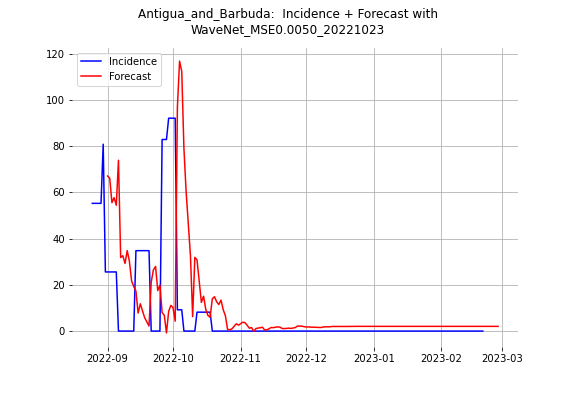 Antigua_and_Barbuda:  Incidence + Forecast with
WaveNet_MSE0.0050_20221023
Incidence
Forecast
120
100
80
60
40
20
0
2022-09 2022-10 2022-11 2022-12 2023-01 2023-02 2023-03